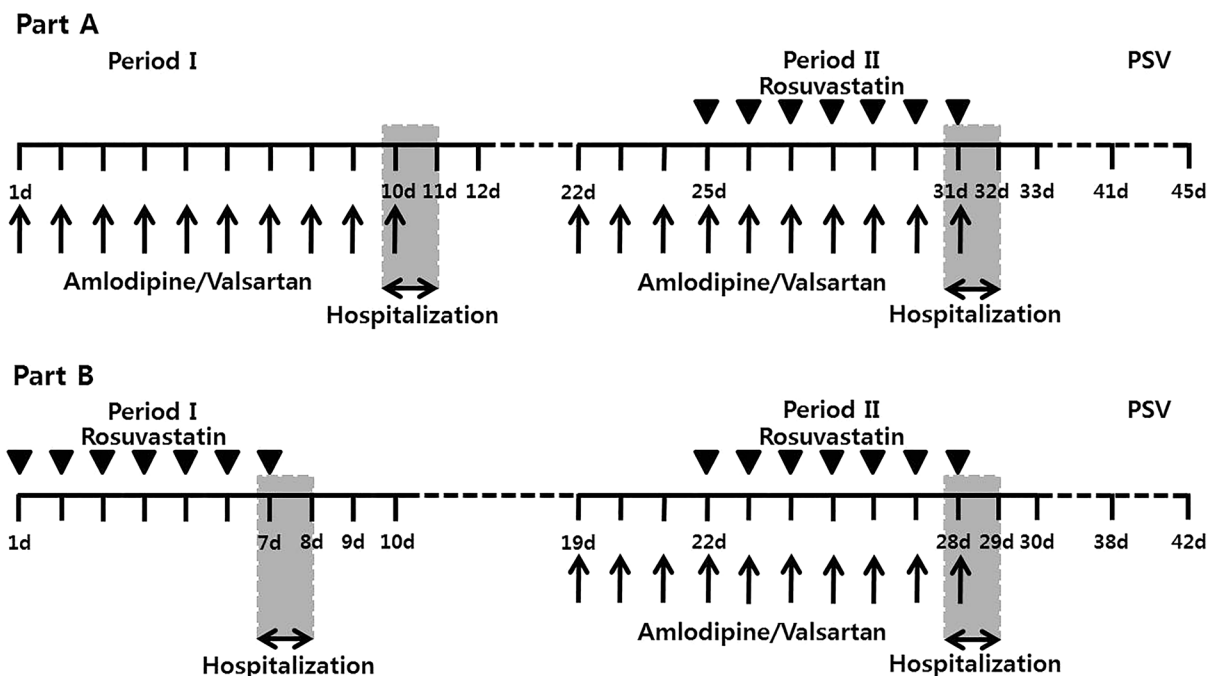 Part A
Period I
Period II
PSV
Rosuvastatin
1d 10d 11d 12d 22d 25d 31d 32d 33d 41d 45d
Amlodipine/Valsartan
Amlodipine/Valsartan
Hospitalization
Hospitalization
Part B
Period I
Period II
PSV
Rosuvastatin
Rosuvastatin
1d 7d 8d 9d 10d 19d 22d 28d 29d 30d 38d 42d
Amlodipine/Valsartan
Hospitalization
Hospitalization